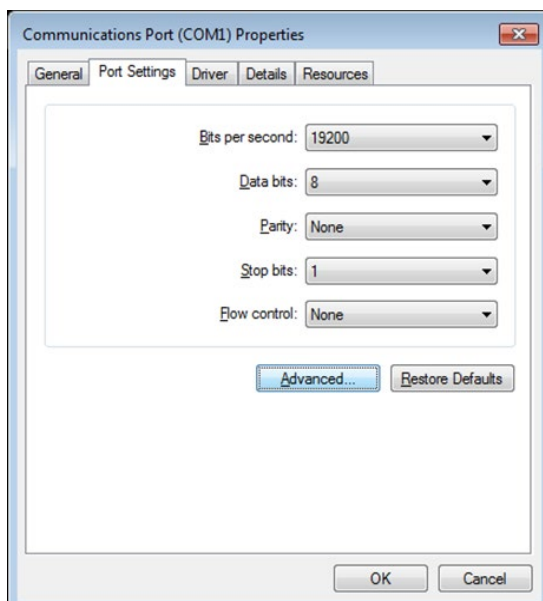 Communications Port (COM1) Properties
General Port Settings Driver Details Resources
Bits per second: 19200
Data bits: 8
Parity: None
Stop bits: 1
Flow control: None
Advanced... Restore Defaults
OK Cancel